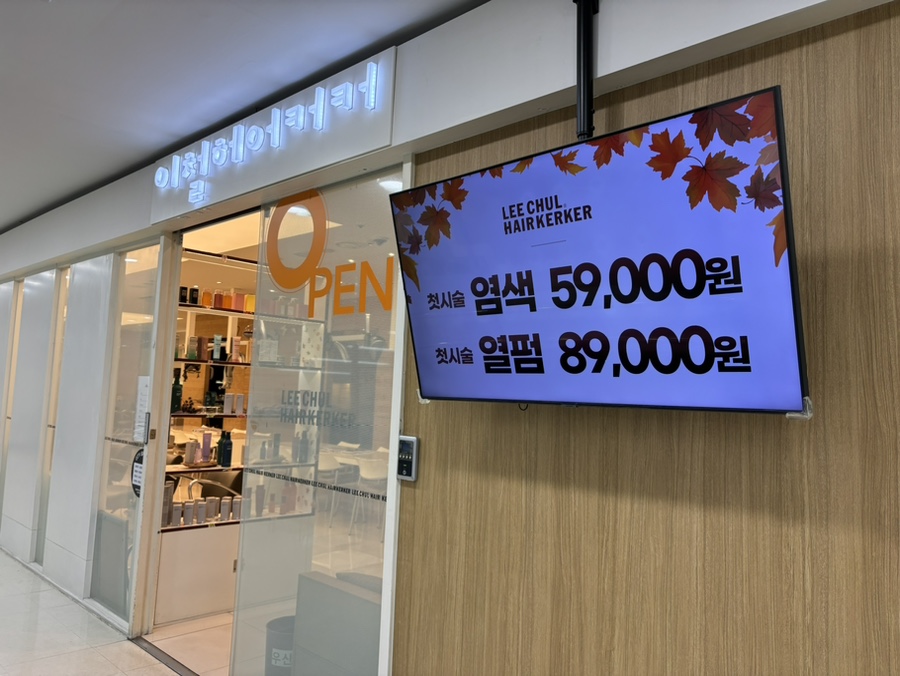 이철헤어커커
OPEN
LEE CHUL
HAIRKERKER
LEE CHUL
HAIRKERKER
첫시술 염색 59,000원
첫시술 열펌 89,000원